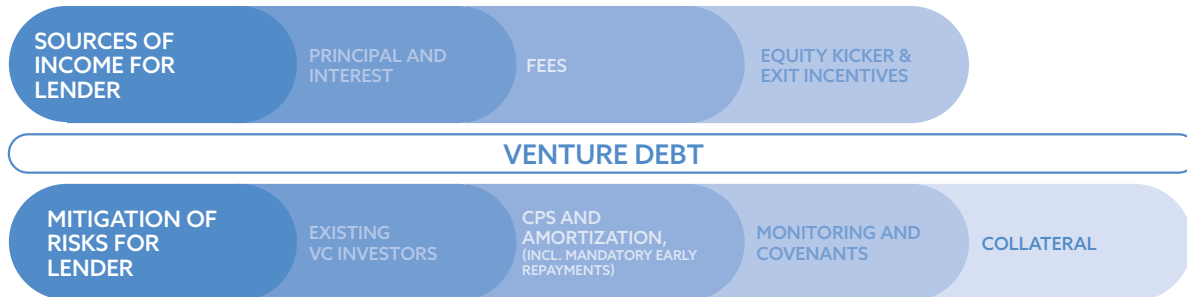 SOURCES OF
INCOME FOR
LENDER
PRINCIPAL AND
INTEREST
FEES
EQUITY KICKER &
EXIT INCENTIVES
VENTURE DEBT
MITIGATION OF
RISKS FOR
LENDER
EXISTING
VC INVESTORS
CPS AND
AMORTIZATION,
(INCL. MANDATORY EARLY
REPAYMENTS)
MONITORING AND
COVENANTS
COLLATERAL